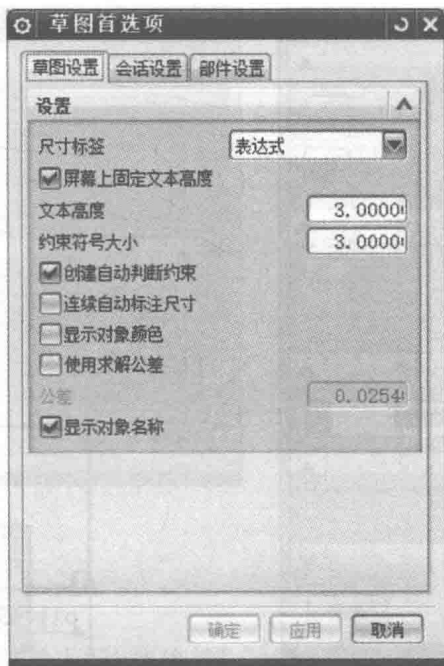 草图首选项
草图设置 会话设置 部件设置
设置
尺寸标签 表达式
屏幕上固定文本高度
文本高度 3.0000
约束符号大小 3.0000
创建自动判断约束
连续自动标注尺寸
显示对象颜色
使用求解公差
公差 0.0254
显示对象名称
确定 应用 取消